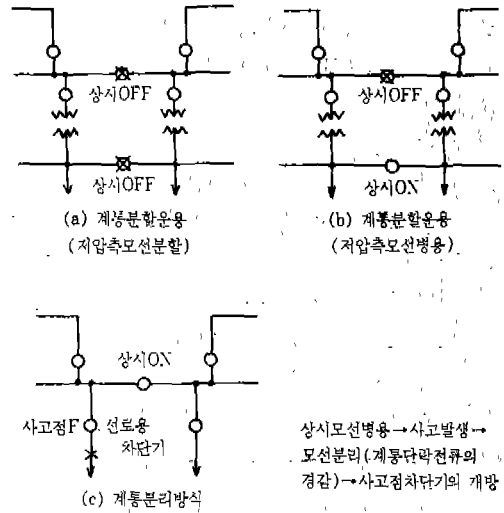 상시OFF
상시OFF
(a) 계통분할운용
(저압측모선분할)
상시OFF
상시ON
(b) 계통분할운용
(저압측모선병용)
상시ON
사고점F
선로용
차단기
(c) 계통분리방식
상시모선병용→사고발생→
모선분리(계통단락전류의
경감)→사고점차단기의 개방